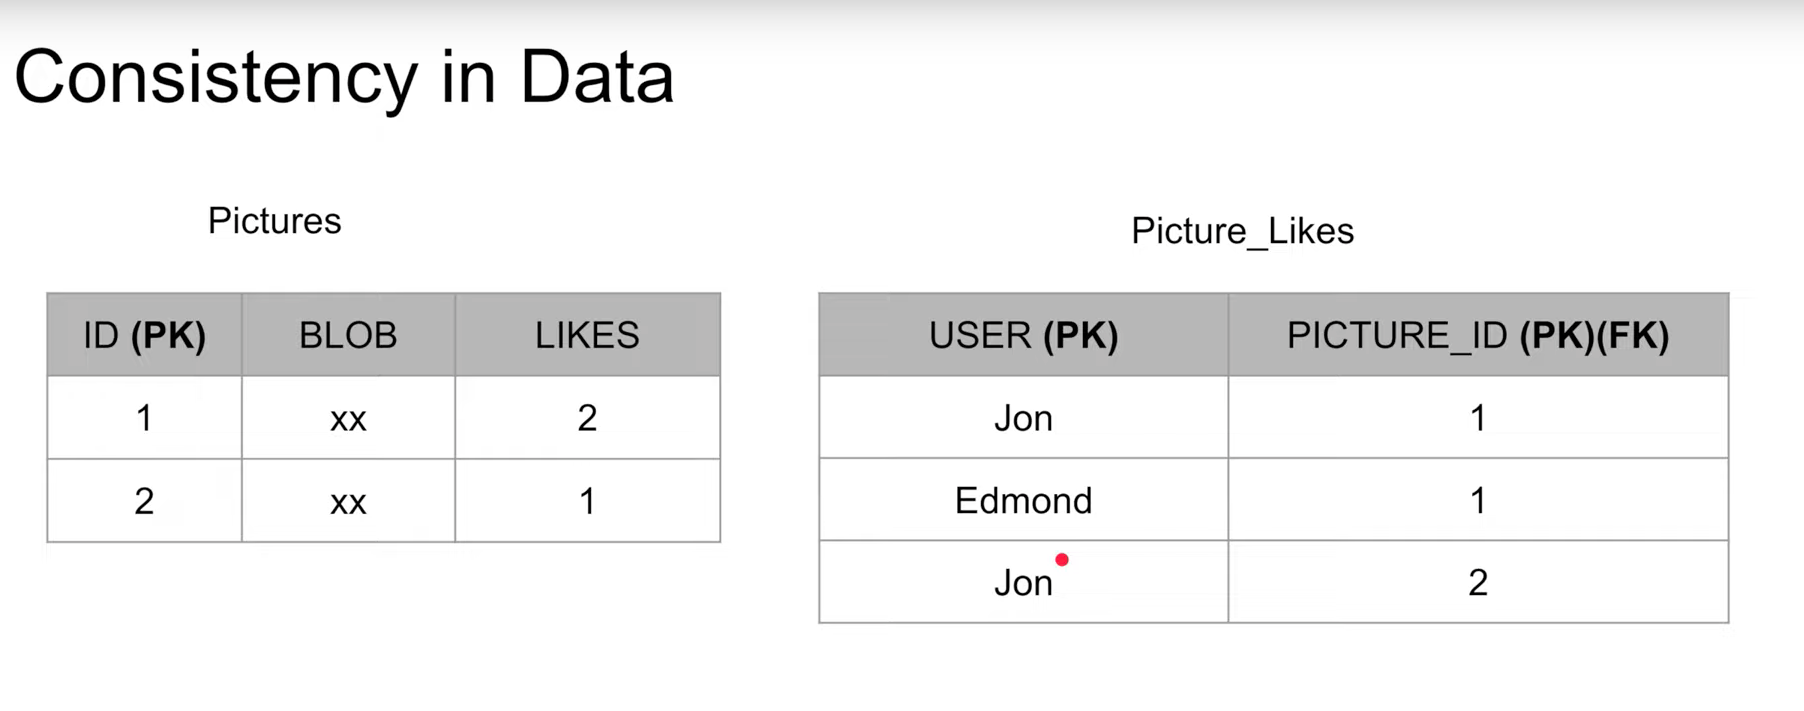 Consistency in Data
Pictures
ID (PK) BLOB LIKES
1 xx 2
2 xx 1
Picture_Likes
USER (PK) PICTURE_ID (PK)(FK)
Jon 1
Edmond 1
Jon 2